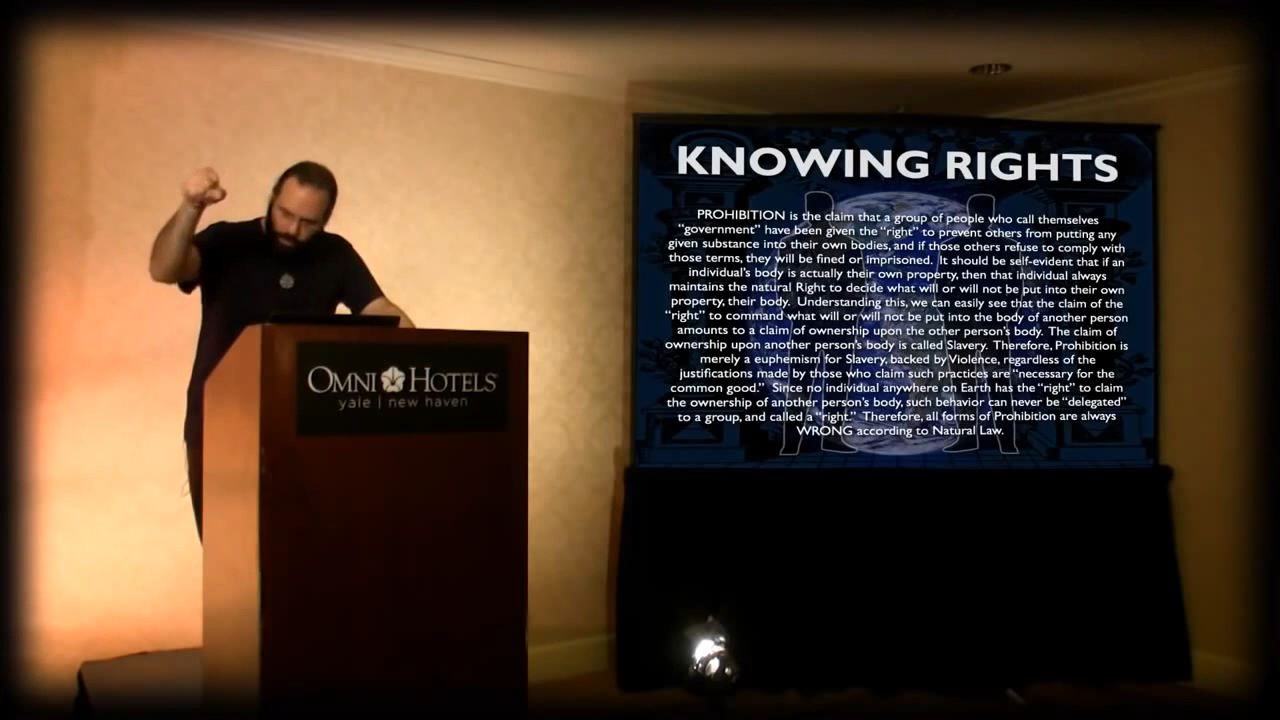 KNOWING RIGHTS
PROHIBITION is the claim that a group of people who call themselves
“government” have been given the “right” to prevent others from putting any
given substance into their own bodies, and if those others refuse to comply with
those terms, they will be fined or imprisoned.  It should be self-evident that if an
individual’s body is actually their own property, then that individual always
maintains the natural Right to decide what will or will not be put into their own
property, their body.  Understanding this, we can easily see that the claim of the
“right” to command what will or will not be put into the body of another person
amounts to a claim of ownership upon the other person’s body. The claim of
ownership upon another person’s body is called Slavery. Therefore, Prohibition is
merely a euphemism for Slavery, backed by Violence, regardless of the
justifications made by those who claim such practices are “necessary for the
common good.”  Since no individual anywhere on Earth has the “right” to claim
the ownership of another person’s body, such behavior can never be “delegated”
to a group, and called a “right.”  Therefore, all forms of Prohibition are always
WRONG according to Natural Law.
OMNI HOTELS
yale | new haven